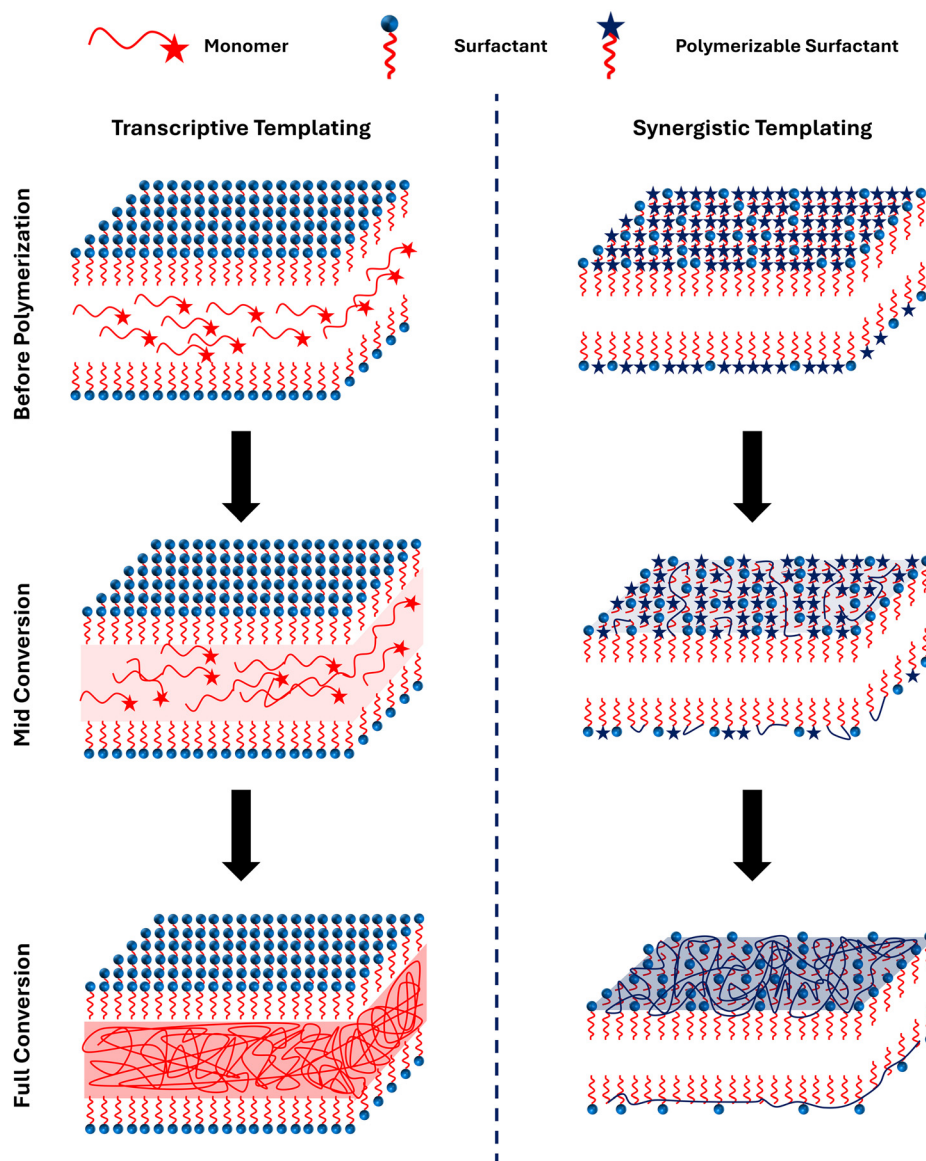 Monomer
Surfactant
Polymerizable Surfactant
Transcriptive Templating
Synergistic Templating
Before Polymerization
Mid Conversion
Full Conversion